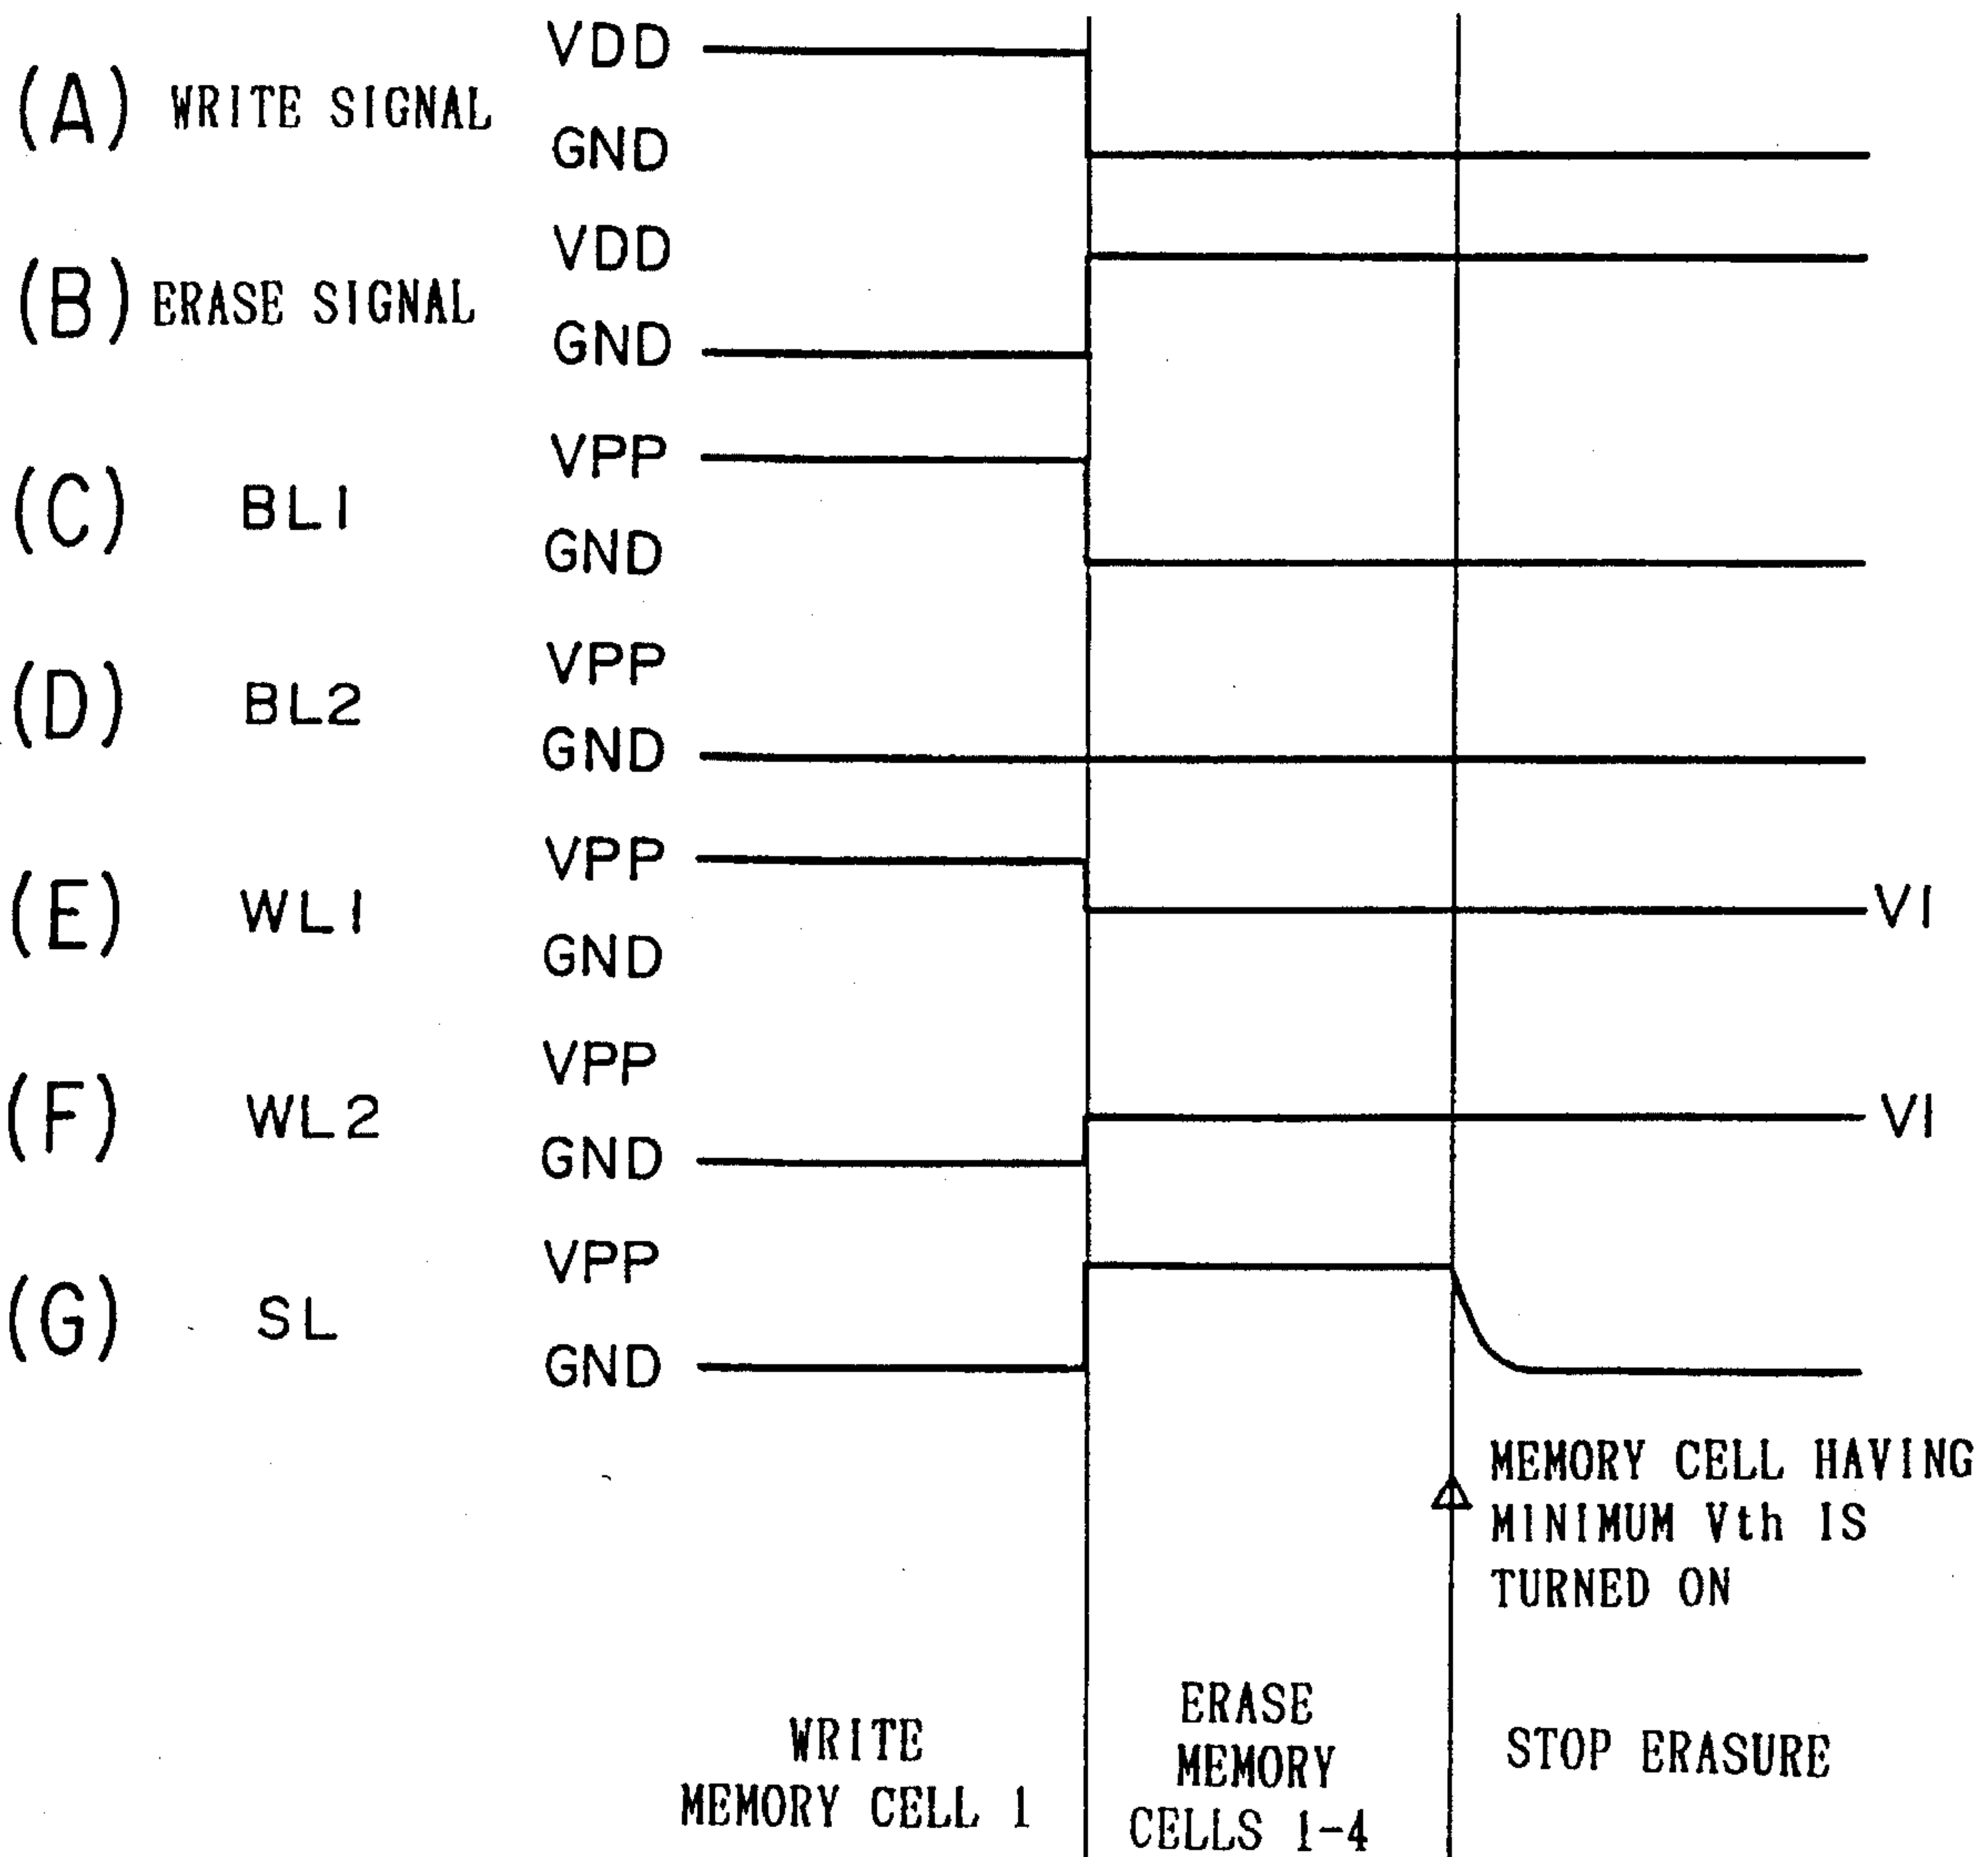 VDD
(A) WRITE SIGNAL
GND
VDD
(B) ERASE SIGNAL
GND
VPP
(C) BL1
GND
VPP
(D) BL2
GND
VPP
(E) WL1 VI
GND
VPP
(F) WL2 VI
GND
VPP
(G) SL
GND
MEMORY CELL HAVING
MINIMUM Vth IS
TURNED ON
WRITE
MEMORY CELL 1
ERASE
MEMORY
CELLS 1-4
STOP ERASURE